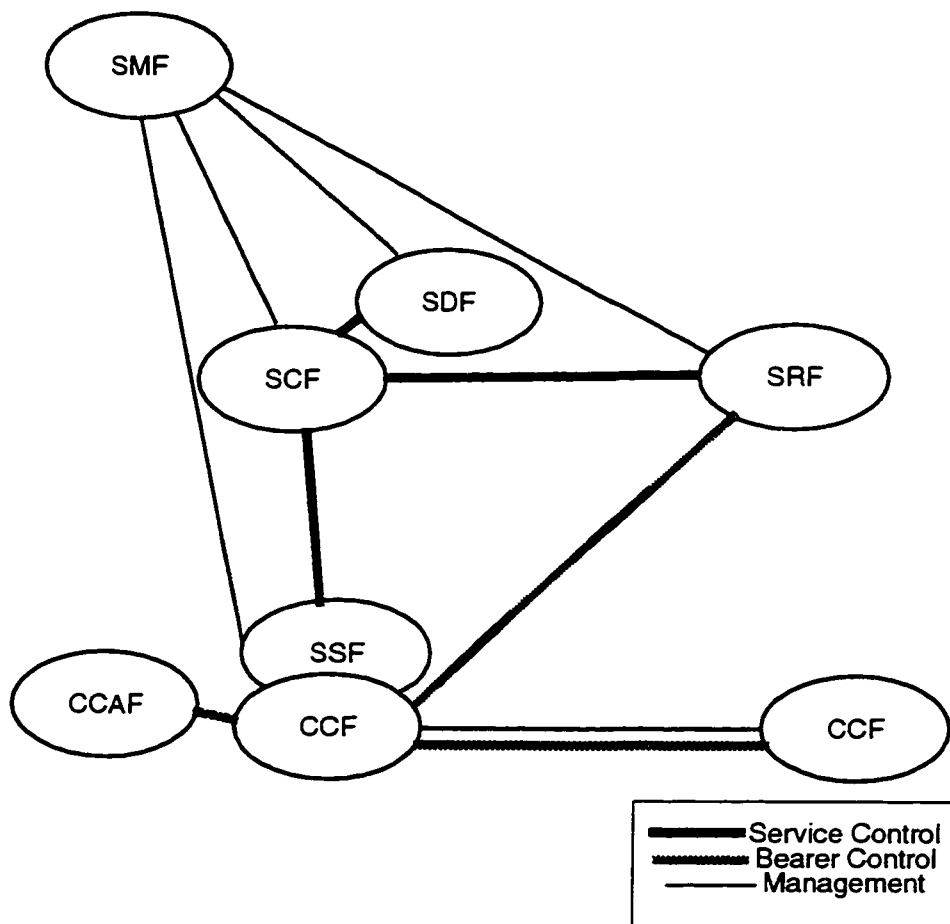 SMF
SDF
SCF
SRF
SSF
CCAF
CCF
CCF
Service Control
Bearer Control
Management